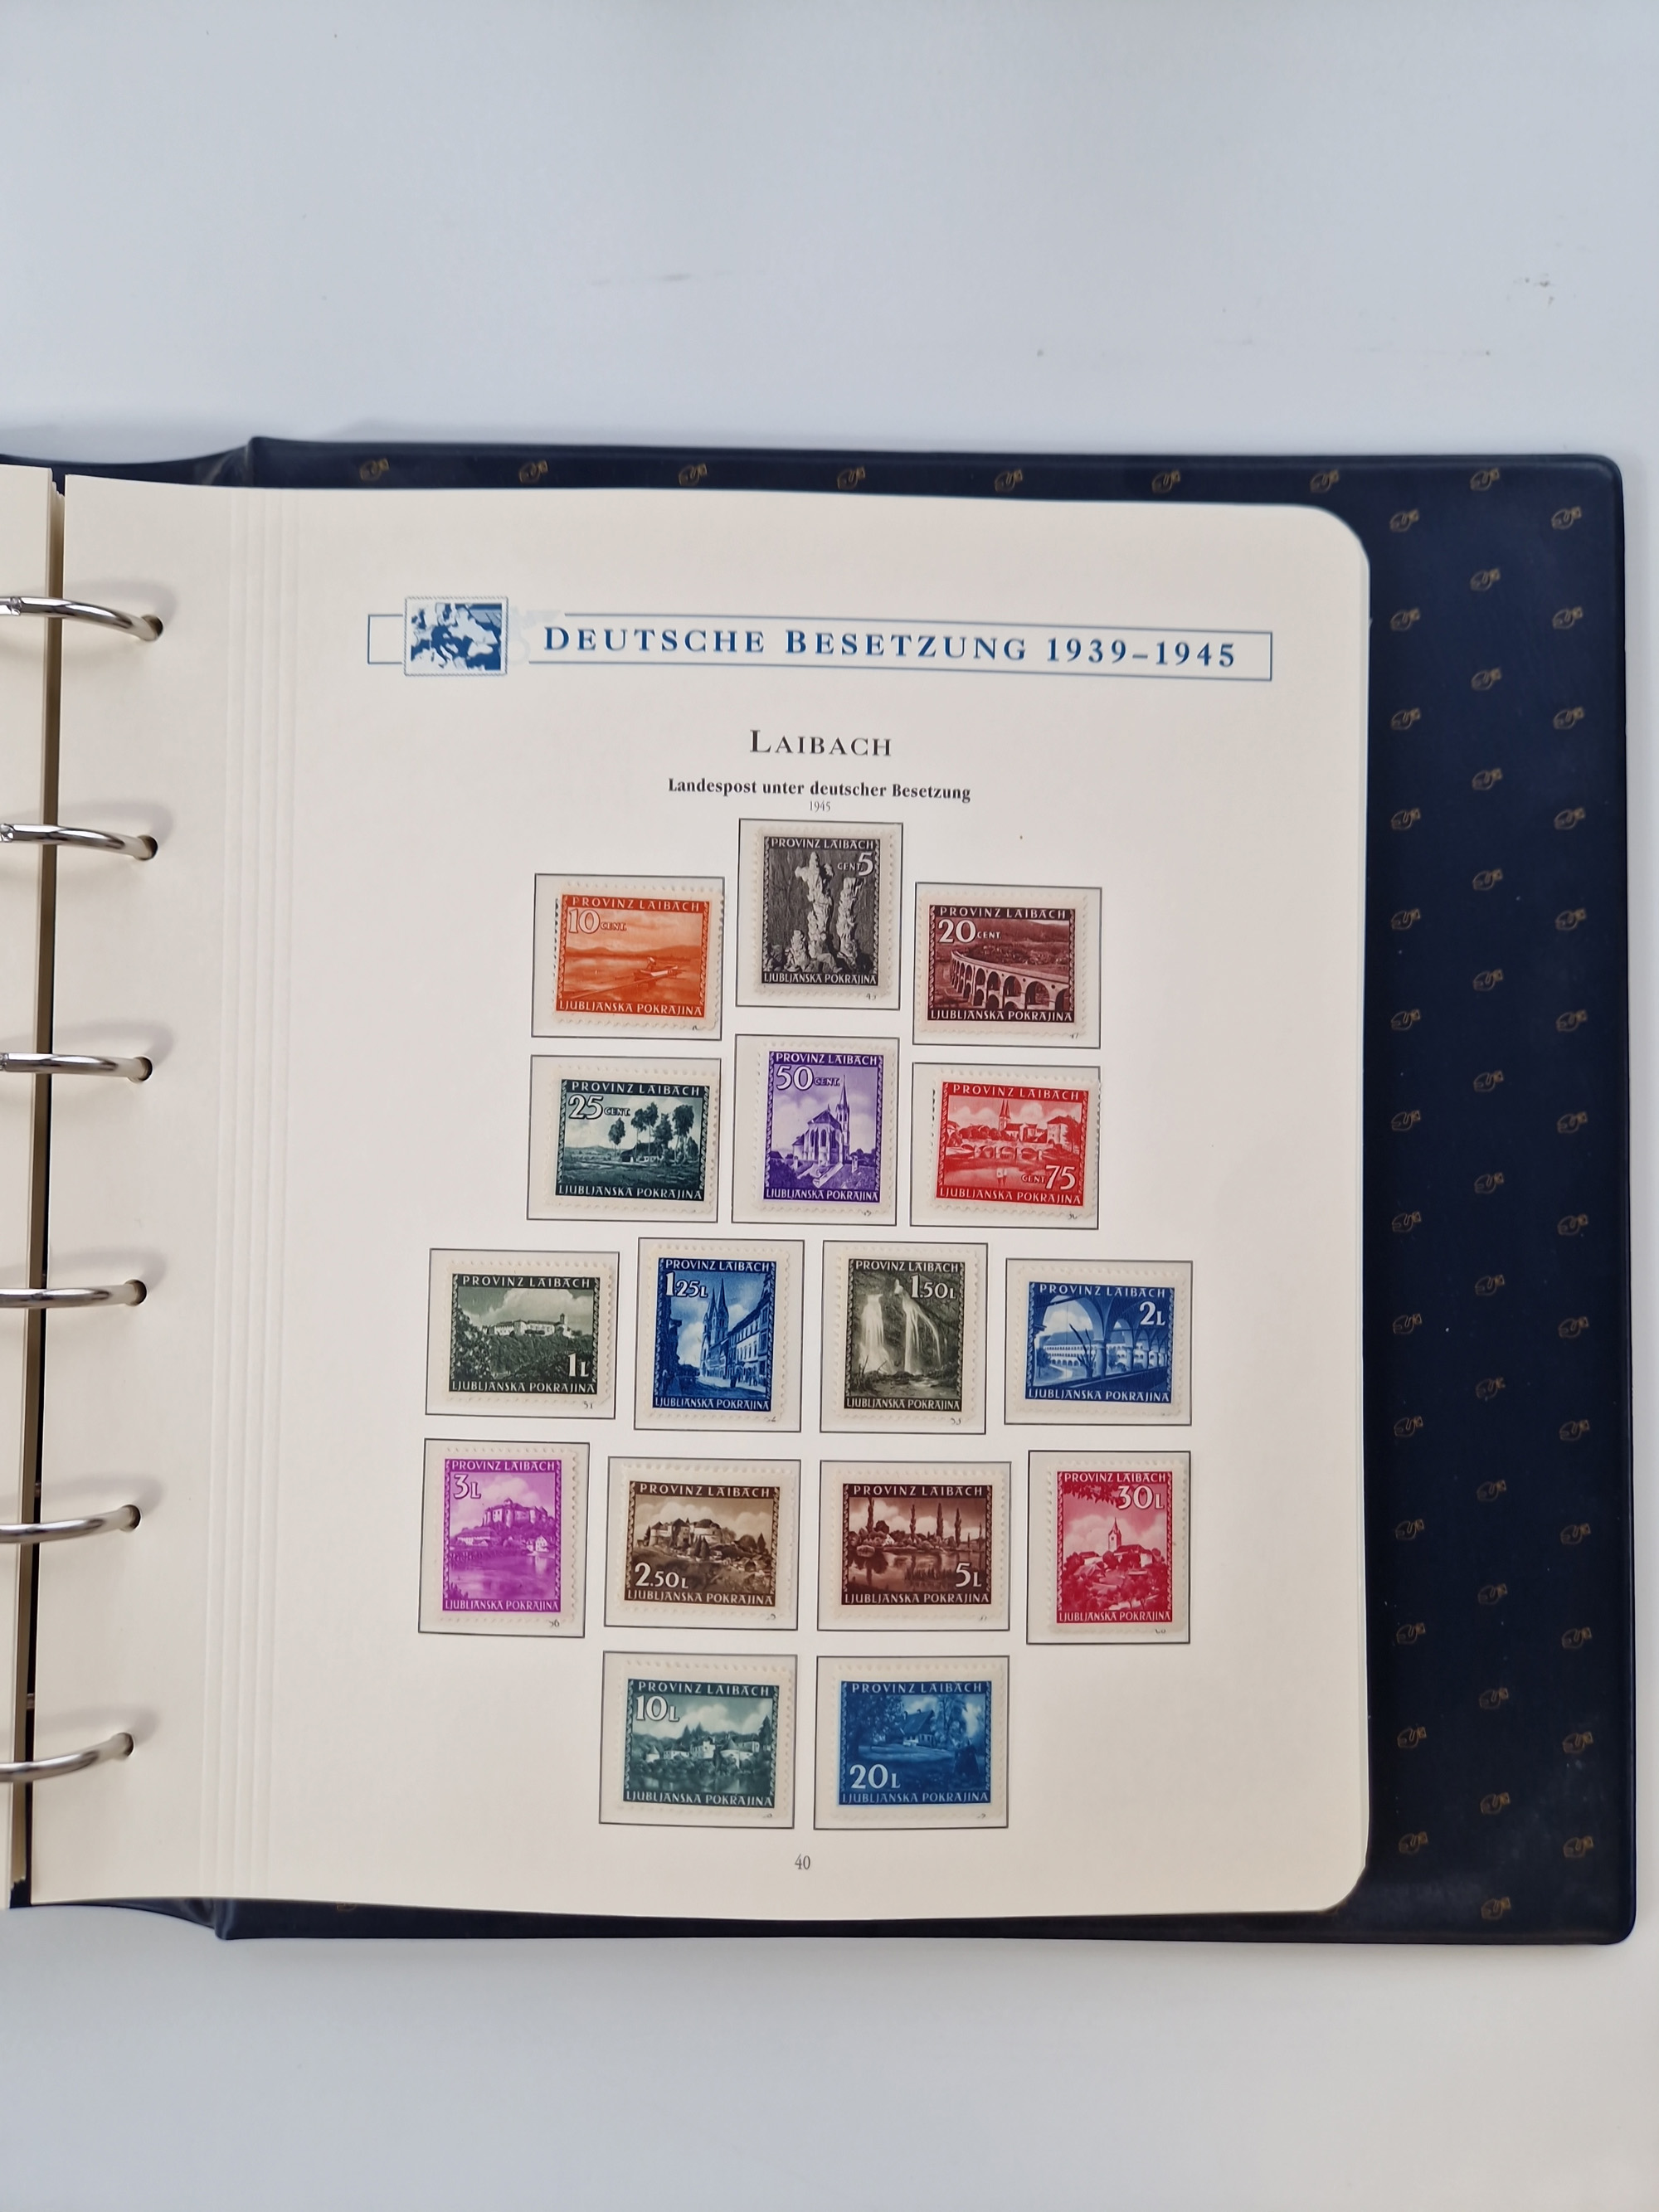 DEUTSCHE BESETZUNG 1939–1945
LAIBACH
Landespost unter deutscher Besetzung
1945
PROVINZ LAIBACH
CENT 5
LJUBLJANSKA POKRAJINA
PROVINZ LAIBACH
10 CENT.
LJUBLJANSKA POKRAJINA
PROVINZ LAIBACH
20 CENT
LJUBLJANSKA POKRAJINA
PROVINZ LAIBACH
25 CENT.
LJUBLJANSKA POKRAJINA
PROVINZ LAIBACH
50 CENT.
LJUBLJANSKA POKRAJINA
PROVINZ LAIBACH
CENT 75
LJUBLJANSKA POKRAJINA
PROVINZ LAIBACH
1L
LJUBLJANSKA POKRAJINA
PROVINZ LAIBACH
1.25L
LJUBLJANSKA POKRAJINA
PROVINZ LAIBACH
1.50L
LJUBLJANSKA POKRAJINA
PROVINZ LAIBACH
2L
LJUBLJANSKA POKRAJINA
PROVINZ LAIBACH
3L
LJUBLJANSKA POKRAJINA
PROVINZ LAIBACH
2.50L
LJUBLJANSKA POKRAJINA
PROVINZ LAIBACH
5L
LJUBLJANSKA POKRAJINA
PROVINZ LAIBACH
30L
LJUBLJANSKA POKRAJINA
PROVINZ LAIBACH
10L
LJUBLJANSKA POKRAJINA
PROVINZ LAIBACH
20L
LJUBLJANSKA POKRAJINA
40